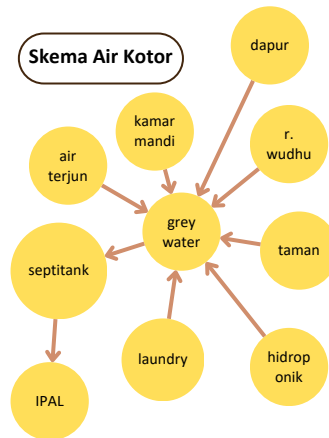 Skema Air Kotor
dapur
kamar
mandi
r.
wudhu
air
terjun
grey
water
taman
septitank
laundry
hidrop
onik
IPAL